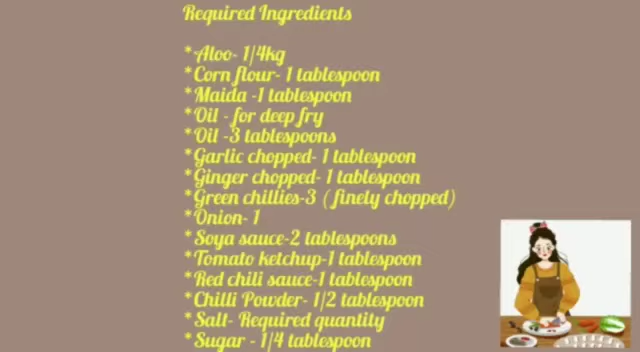 Required Ingredients
*Aloo- 1/4kg
*Corn flour- 1 tablespoon
*Maida -1 tablespoon
*Oil - for deep fry
*Oil -3 tablespoons
*Garlic chopped- 1 tablespoon
*Ginger chopped- 1 tablespoon
*Green chillies-3 ( finely chopped)
*Onion- 1
* Soya sauce-2 tablespoons
*Tomato ketchup-1 tablespoon
*Red chili sauce-1 tablespoon
*Chilli Powder- 1/2 tablespoon
* Salt- Required quantity
* Sugar - 1/4 tablespoon